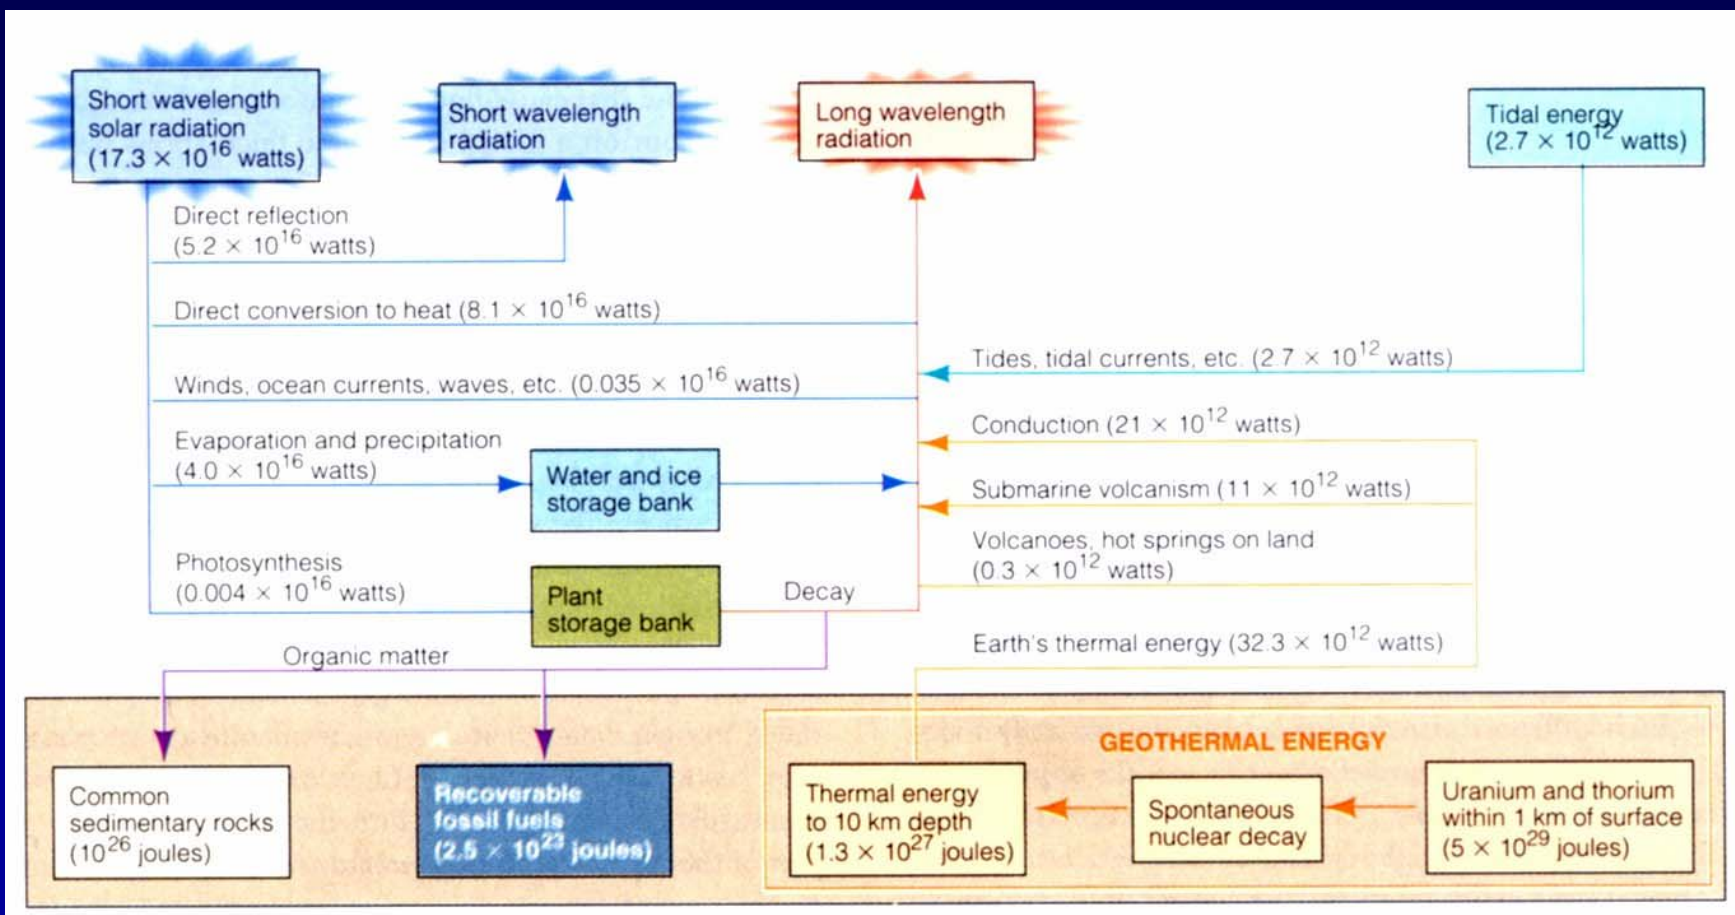 Short wavelength
solar radiation
(17.3 × 10¹⁶ watts)
Short wavelength
radiation
Long wavelength
radiation
Tidal energy
(2.7 × 10¹² watts)
Direct reflection
(5.2 × 10¹⁶ watts)
Direct conversion to heat (8.1 × 10¹⁶ watts)
Winds, ocean currents, waves, etc. (0.035 × 10¹⁶ watts)
Evaporation and precipitation
(4.0 × 10¹⁶ watts)
Water and ice
storage bank
Photosynthesis
(0.004 × 10¹⁶ watts)
Plant
storage bank
Decay
Organic matter
Tides, tidal currents, etc. (2.7 × 10¹² watts)
Conduction (21 × 10¹² watts)
Submarine volcanism (11 × 10¹² watts)
Volcanoes, hot springs on land
(0.3 × 10¹² watts)
Earth's thermal energy (32.3 × 10¹² watts)
GEOTHERMAL ENERGY
Common
sedimentary rocks
(10²⁶ joules)
Recoverable
fossil fuels
(2.5 × 10²³ joules)
Thermal energy
to 10 km depth
(1.3 × 10²⁷ joules)
Spontaneous
nuclear decay
Uranium and thorium
within 1 km of surface
(5 × 10²⁹ joules)